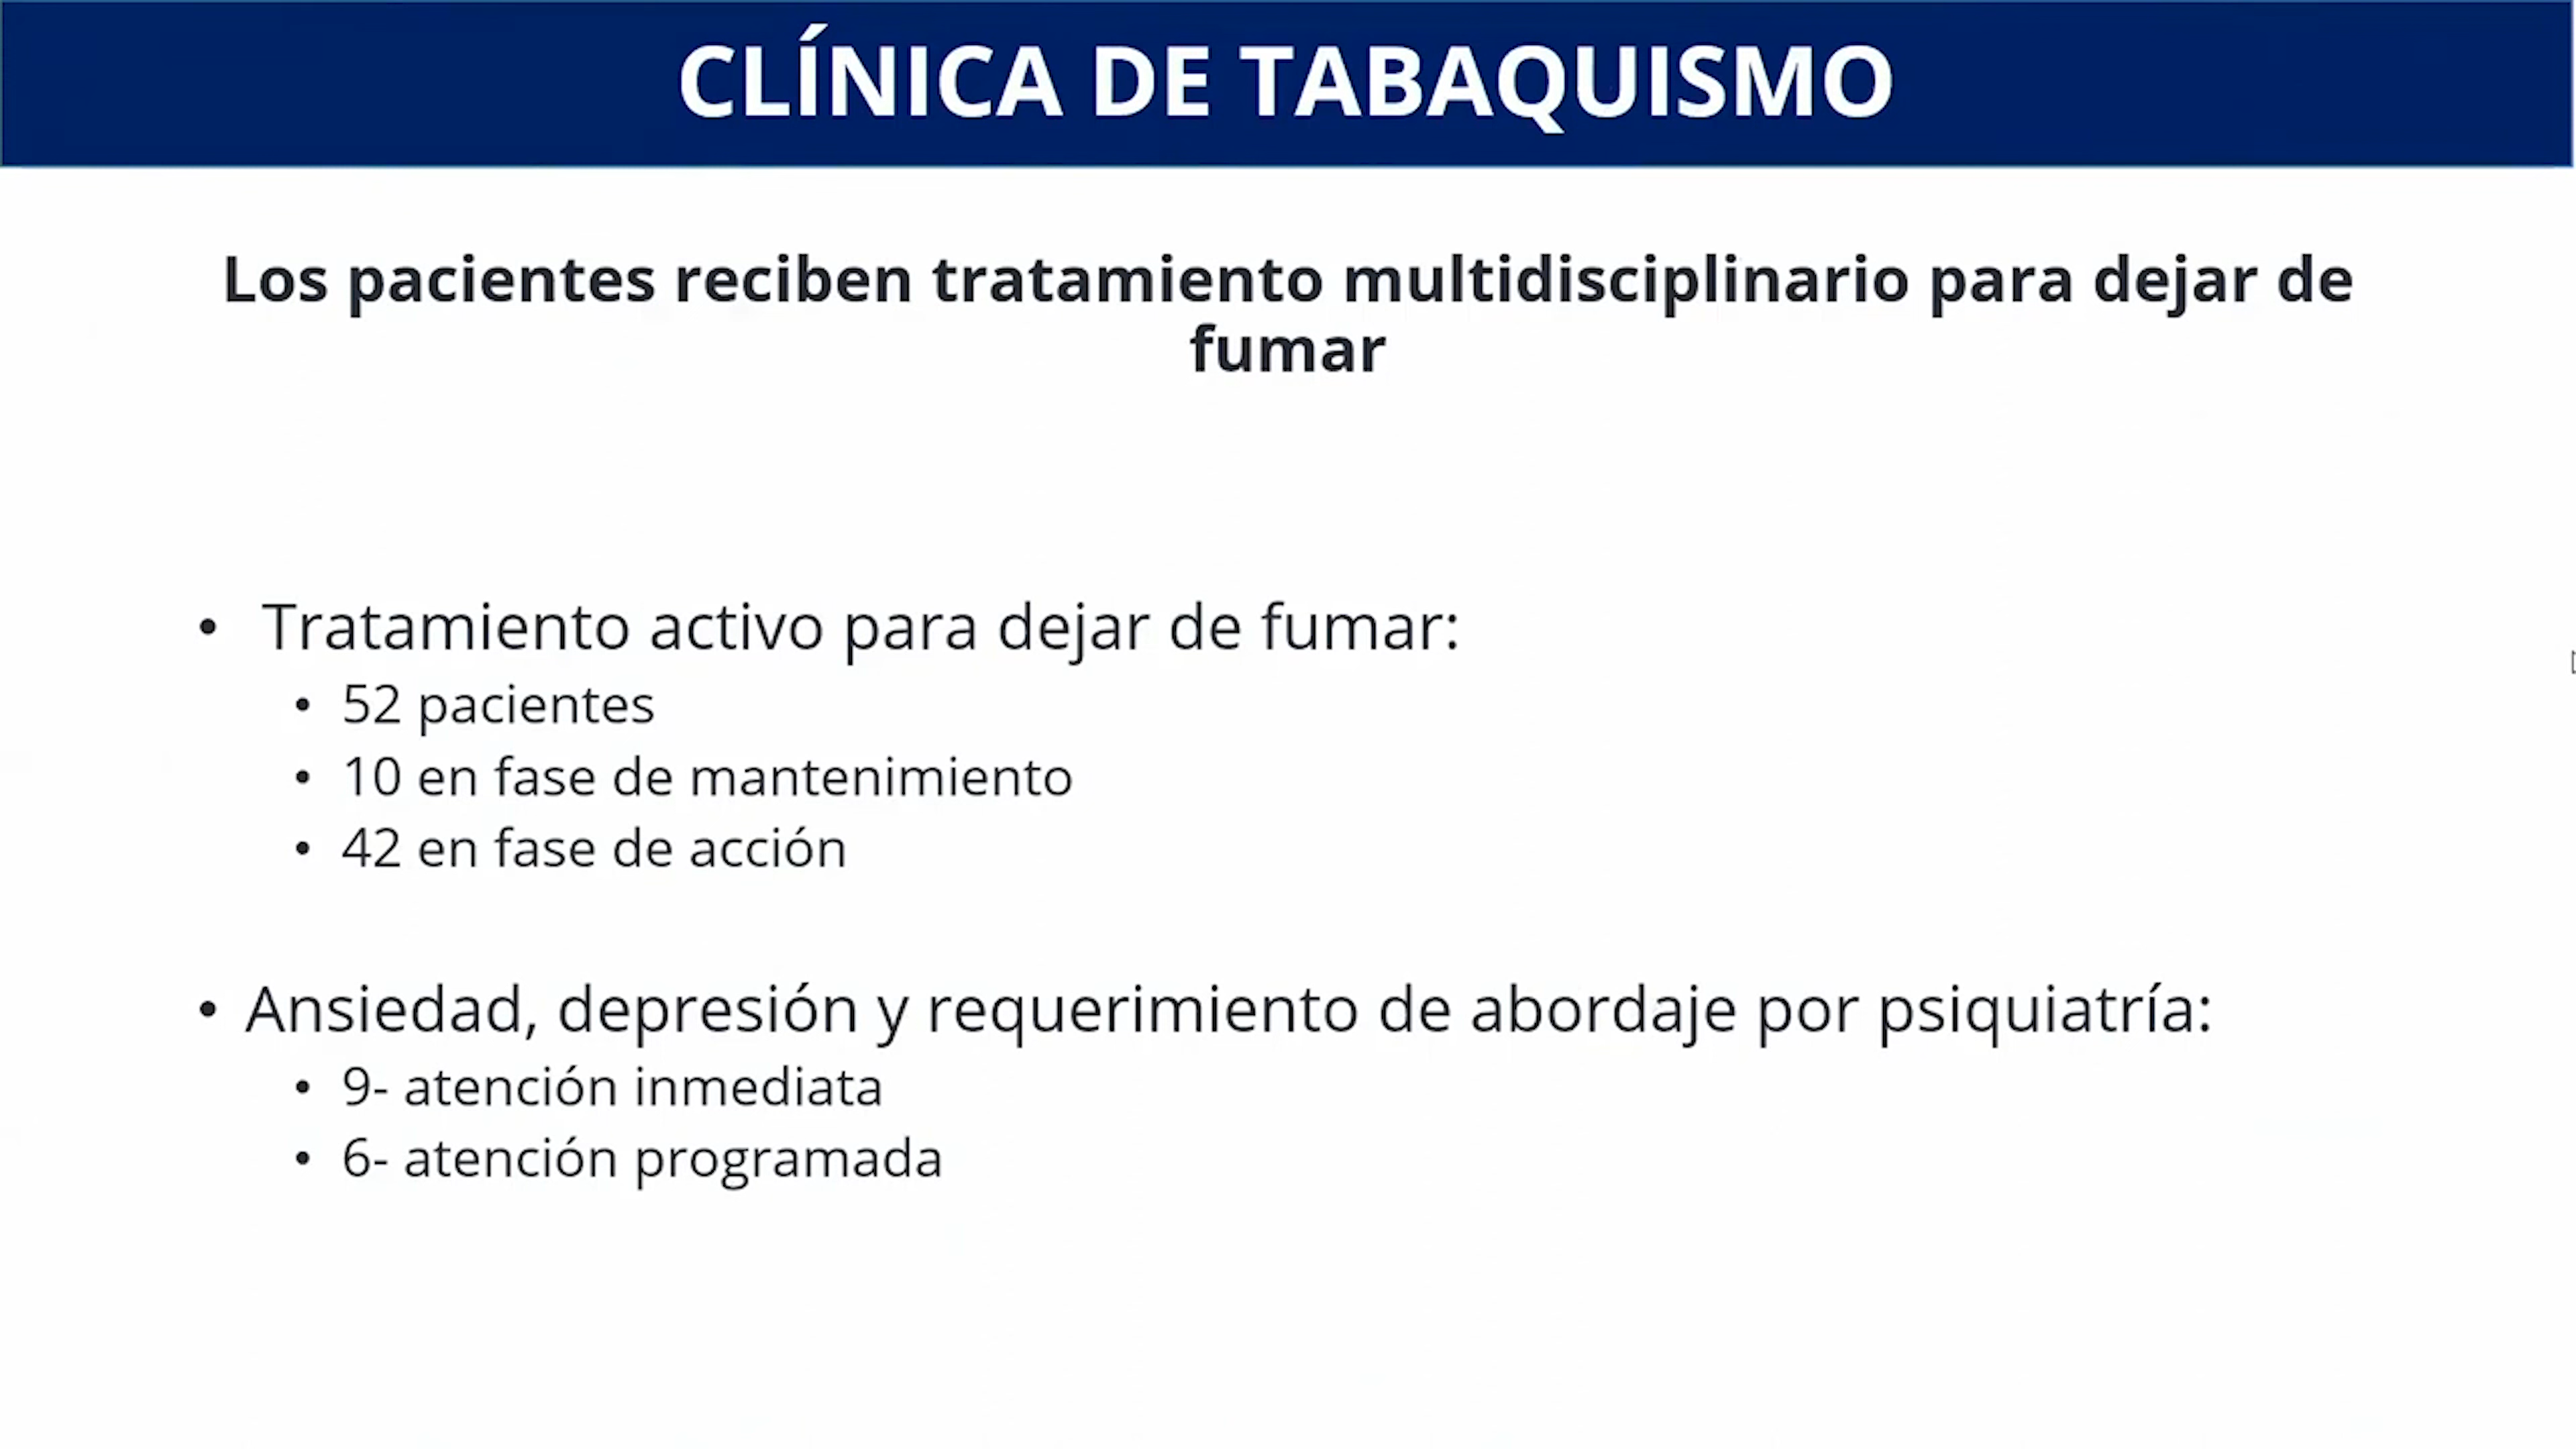 CLÍNICA DE TABAQUISMO
Los pacientes reciben tratamiento multidisciplinario para dejar de
fumar
• Tratamiento activo para dejar de fumar:
• 52 pacientes
• 10 en fase de mantenimiento
• 42 en fase de acción
• Ansiedad, depresión y requerimiento de abordaje por psiquiatría:
• 9- atención inmediata
• 6- atención programada